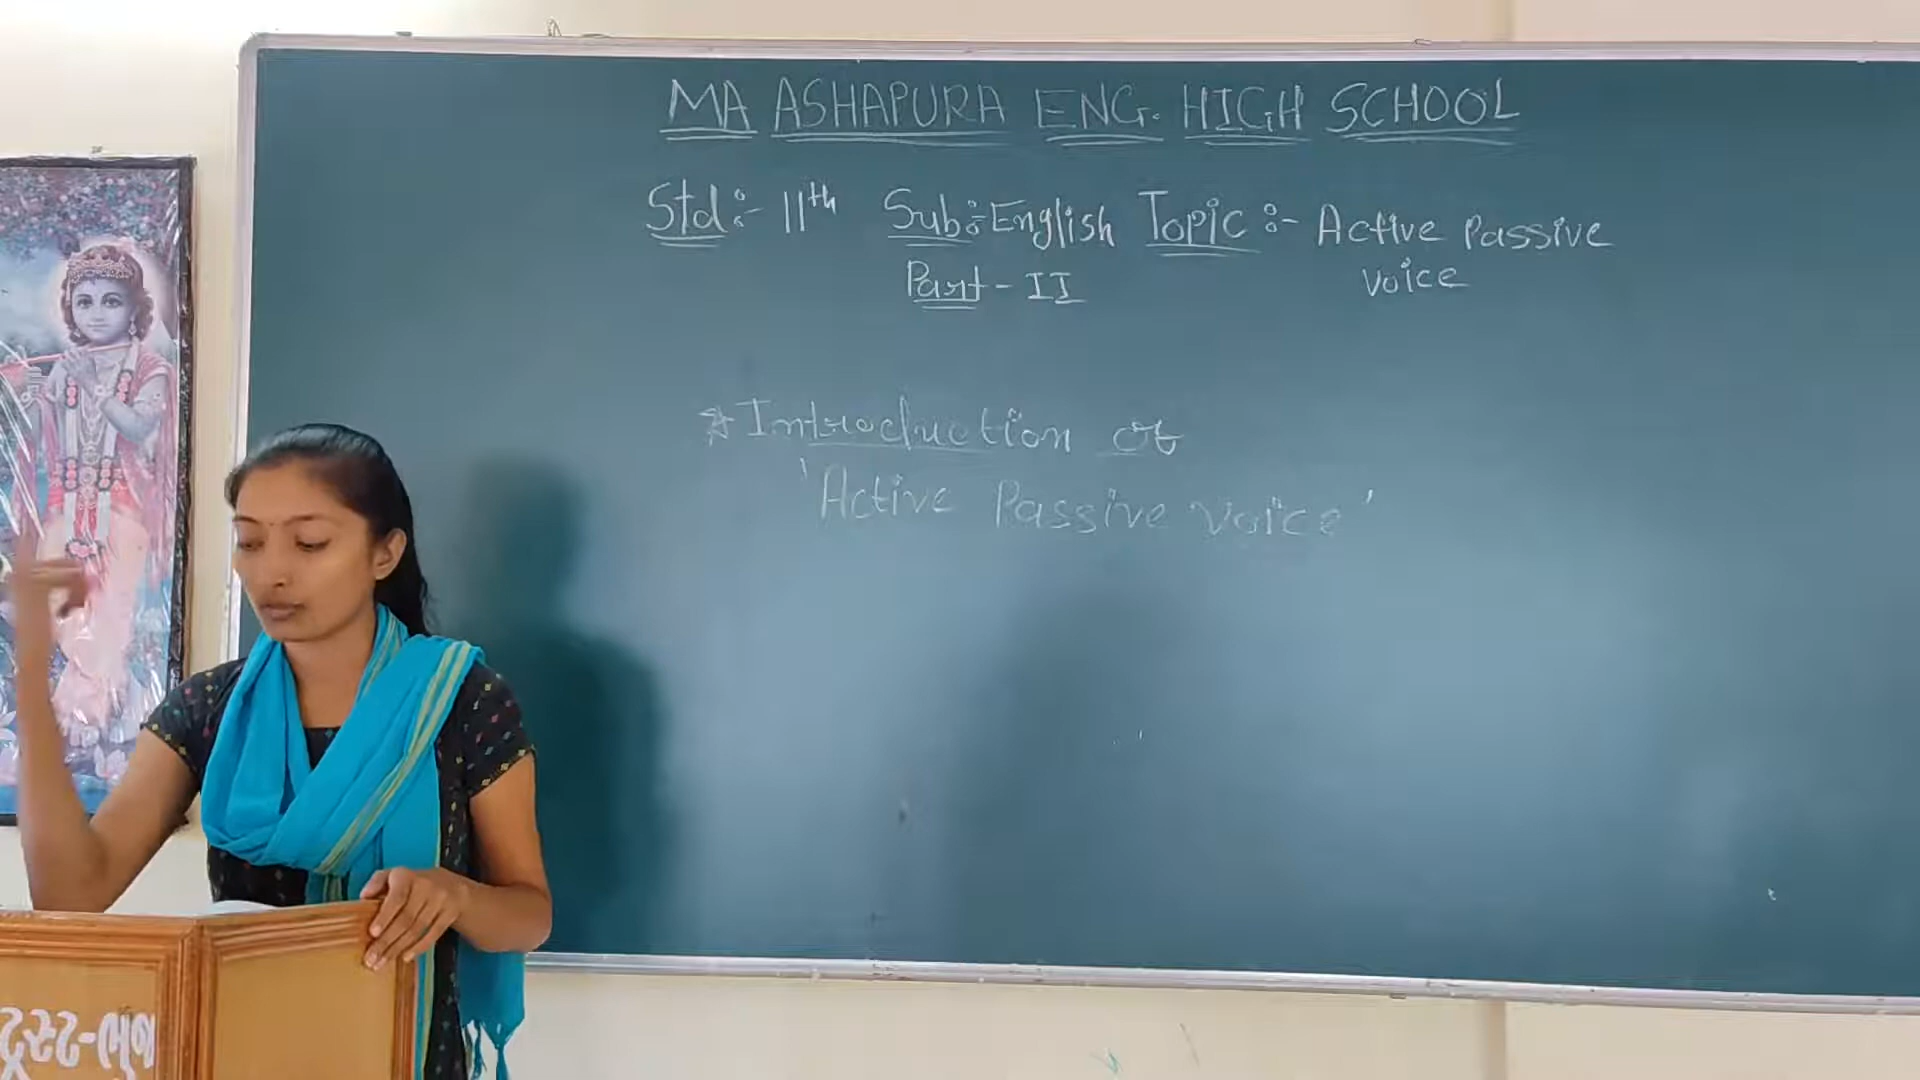 MA ASHAPURA ENG. HIGH SCHOOL
Std:- 11th Sub:- English Topic :- Active Passive
Part - II Voice
* Introduction of
'Active Passive Voice'